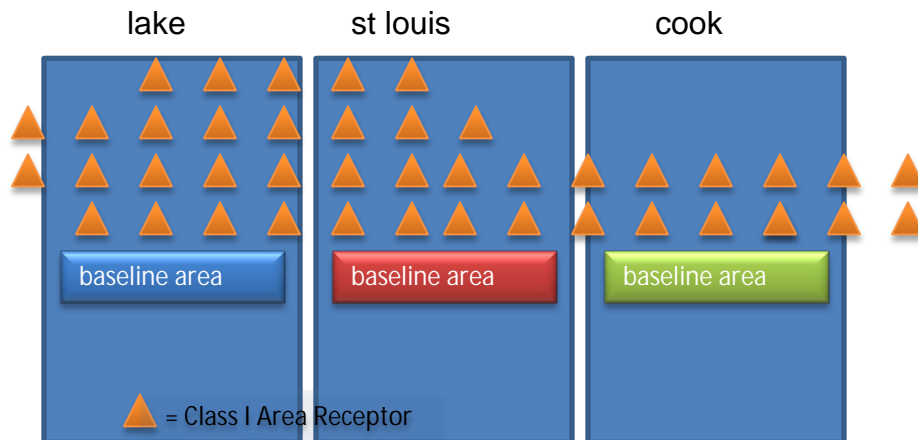 lake st louis cook
baseline area baseline area baseline area
= Class I Area Receptor